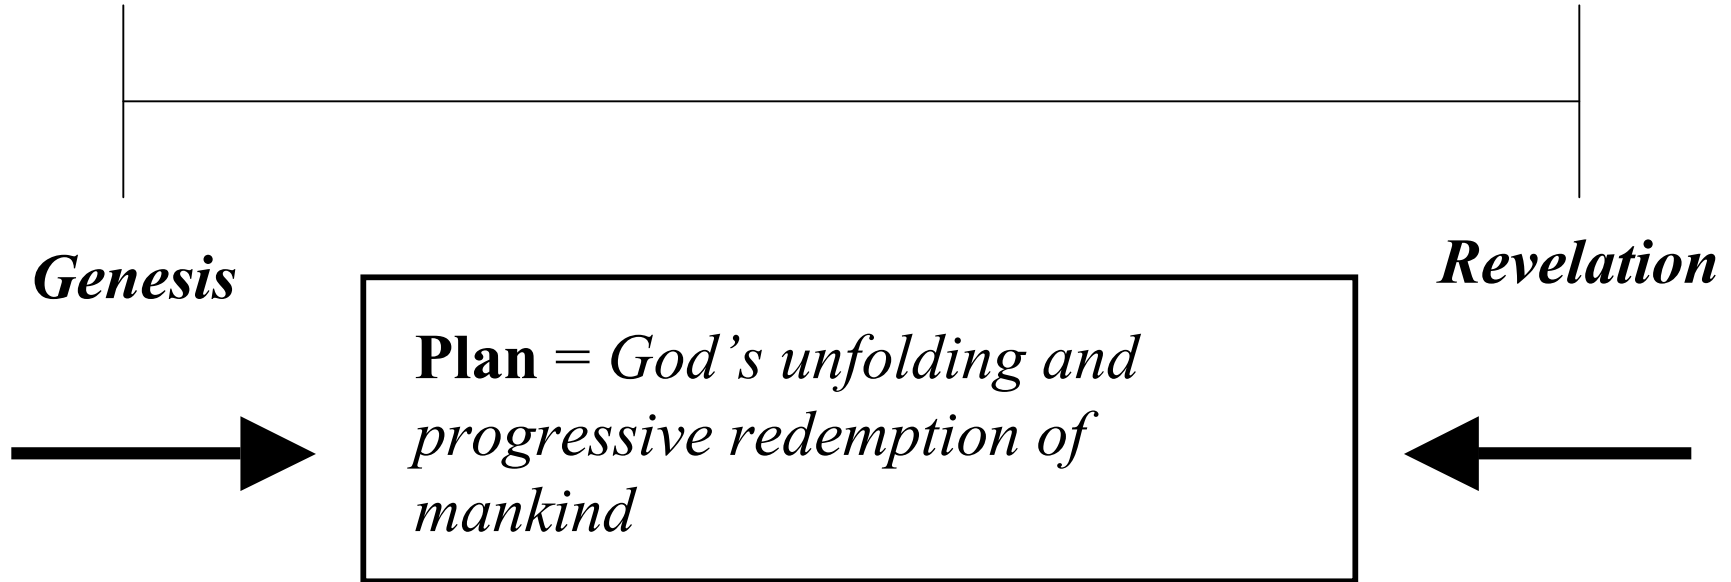 Genesis
Revelation
Plan = God’s unfolding and
progressive redemption of
mankind